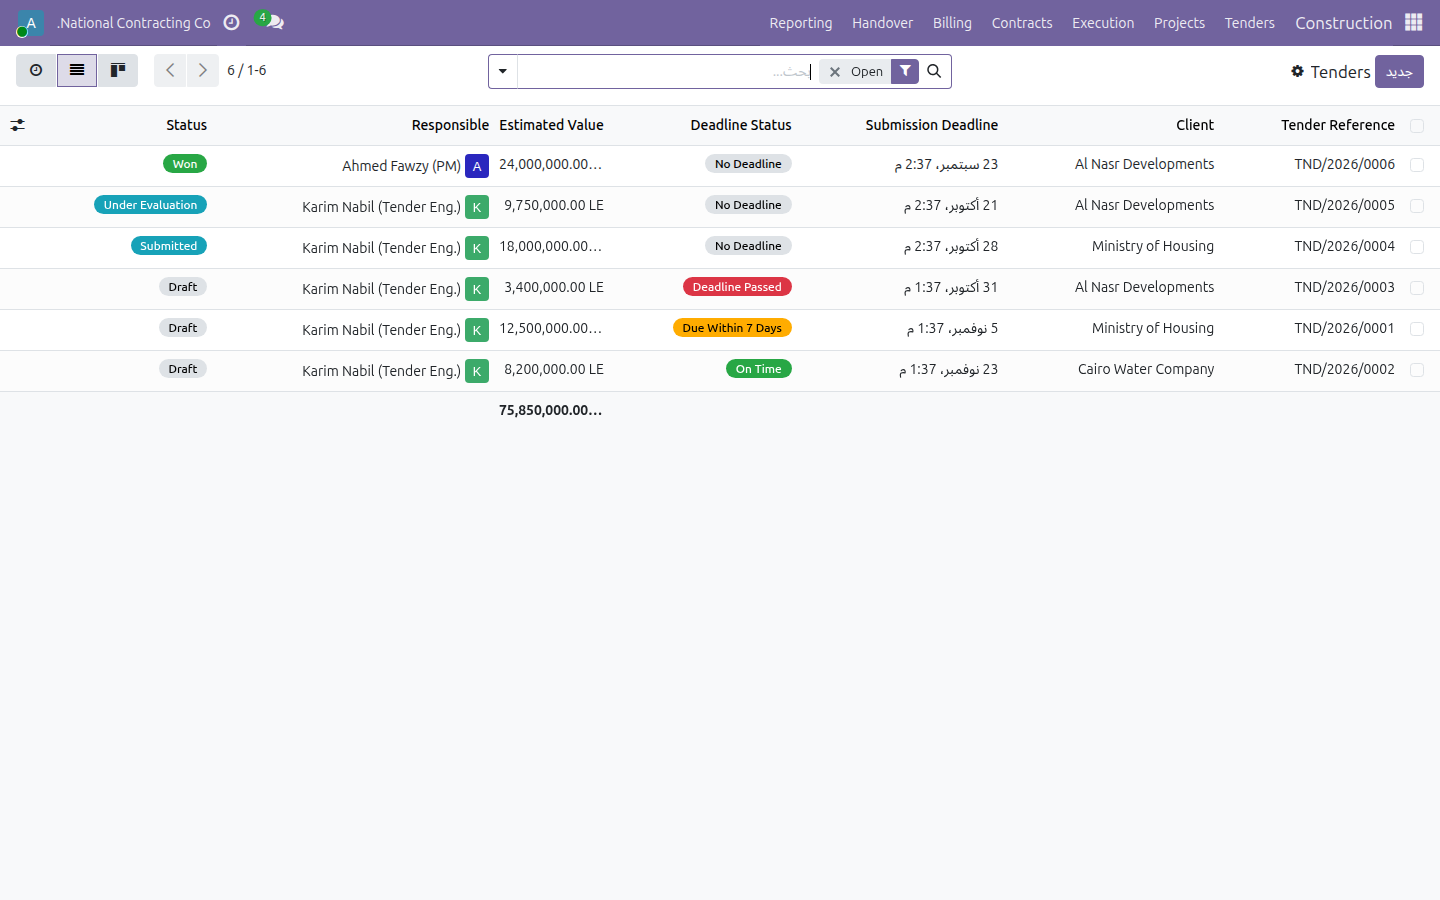 Construction Tenders Projects Execution Contracts Billing Handover Reporting 4 .National Contracting Co A
جديد Tenders Open بحث... 6 / 1-6
Tender Reference Client Submission Deadline Deadline Status Estimated Value Responsible Status
TND/2026/0006 Al Nasr Developments 23 سبتمبر، 2:37 م No Deadline 24,000,000.00... A Ahmed Fawzy (PM) Won
TND/2026/0005 Al Nasr Developments 21 أكتوبر، 2:37 م No Deadline 9,750,000.00 LE K Karim Nabil (Tender Eng.) Under Evaluation
TND/2026/0004 Ministry of Housing 28 أكتوبر، 2:37 م No Deadline 18,000,000.00... K Karim Nabil (Tender Eng.) Submitted
TND/2026/0003 Al Nasr Developments 31 أكتوبر، 1:37 م Deadline Passed 3,400,000.00 LE K Karim Nabil (Tender Eng.) Draft
TND/2026/0001 Ministry of Housing 5 نوفمبر، 1:37 م Due Within 7 Days 12,500,000.00... K Karim Nabil (Tender Eng.) Draft
TND/2026/0002 Cairo Water Company 23 نوفمبر، 1:37 م On Time 8,200,000.00 LE K Karim Nabil (Tender Eng.) Draft
75,850,000.00...